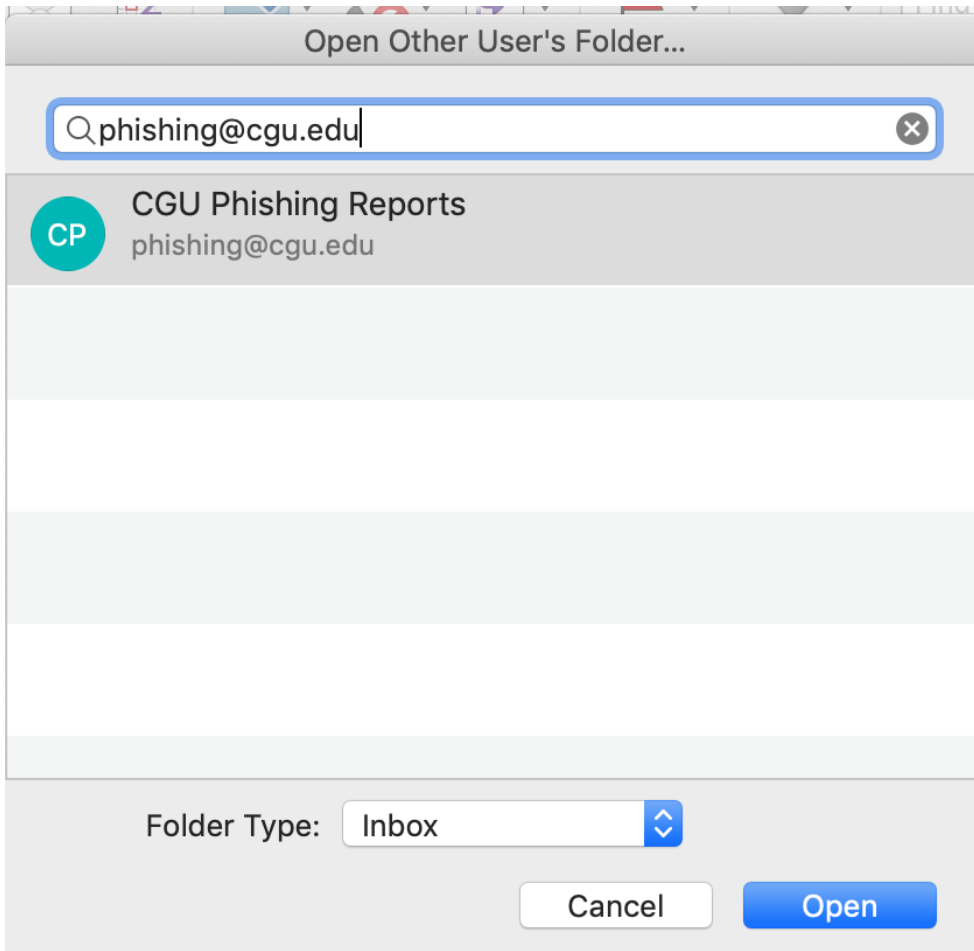 Open Other User's Folder...
phishing@cgu.edu
CP
CGU Phishing Reports
phishing@cgu.edu
Folder Type: Inbox
Cancel Open